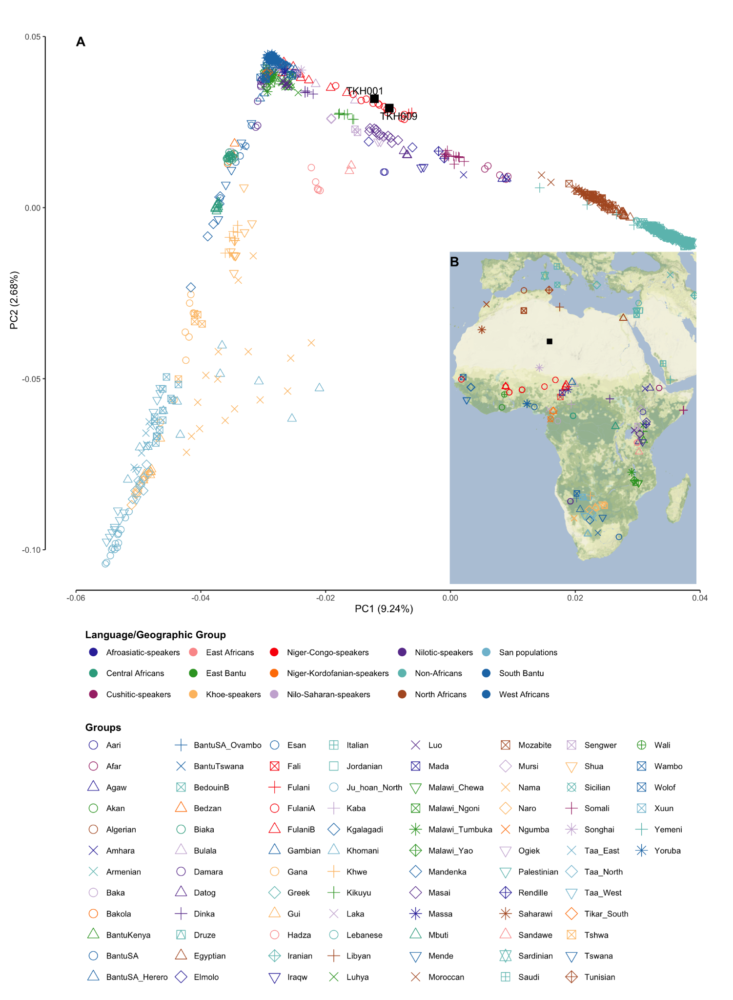 A
0.05
0.00
-0.05
-0.10
PC2 (2.68%)
TKH001
TKH009
B
-0.06 -0.04 -0.02 0.00 0.02 0.04
PC1 (9.24%)
Language/Geographic Group
Afroasiatic-speakers East Africans Niger-Congo-speakers Nilotic-speakers San populations
Central Africans East Bantu Niger-Kordofanian-speakers Non-Africans South Bantu
Cushitic-speakers Khoe-speakers Nilo-Saharan-speakers North Africans West Africans
Groups
Aari BantuSA_Ovambo Esan Italian Luo Mozabite Sengwer Wali
Afar BantuTswana Fali Jordanian Mada Mursi Shua Wambo
Agaw BedouinB Fulani Ju_hoan_North Malawi_Chewa Nama Sicilian Wolof
Akan Bedzan FulaniA Kaba Malawi_Ngoni Naro Somali Xuun
Algerian Biaka FulaniB Kgalagadi Malawi_Tumbuka Ngumba Songhai Yemeni
Amhara Bulala Gambian Khomani Malawi_Yao Ogiek Taa_East Yoruba
Armenian Damara Gana Khwe Mandenka Palestinian Taa_North
Baka Datog Greek Kikuyu Masai Rendille Taa_West
Bakola Dinka Gui Laka Massa Saharawi Tikar_South
BantuKenya Druze Hadza Lebanese Mbuti Sandawe Tshwa
BantuSA Egyptian Iranian Libyan Mende Sardinian Tswana
BantuSA_Herero Elmolo Iraqw Luhya Moroccan Saudi Tunisian